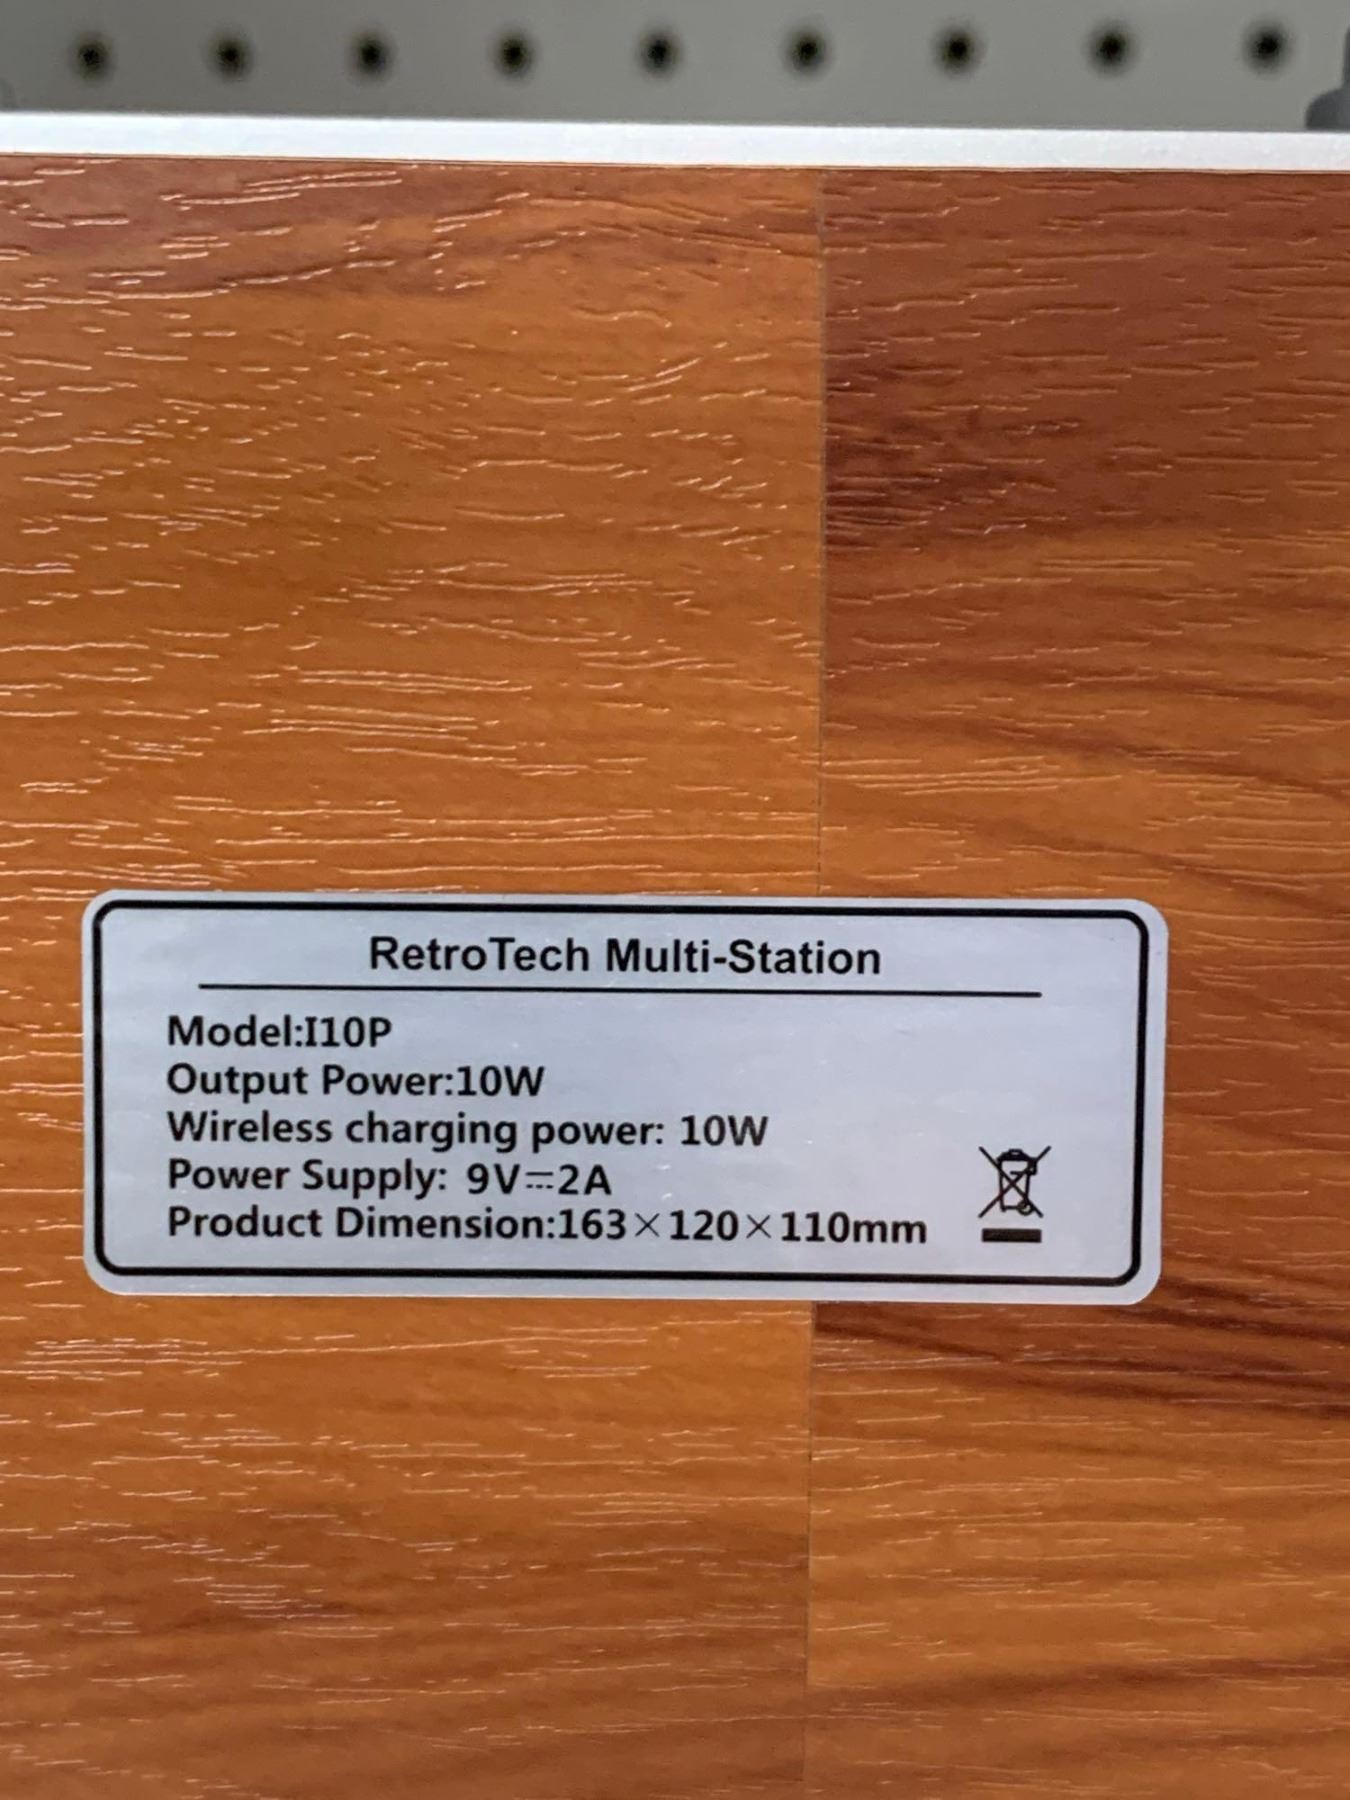 RetroTech Multi-Station
Model:I10P
Output Power:10W
Wireless charging power: 10W
Power Supply: 9V⎓2A
Product Dimension:163×120×110mm